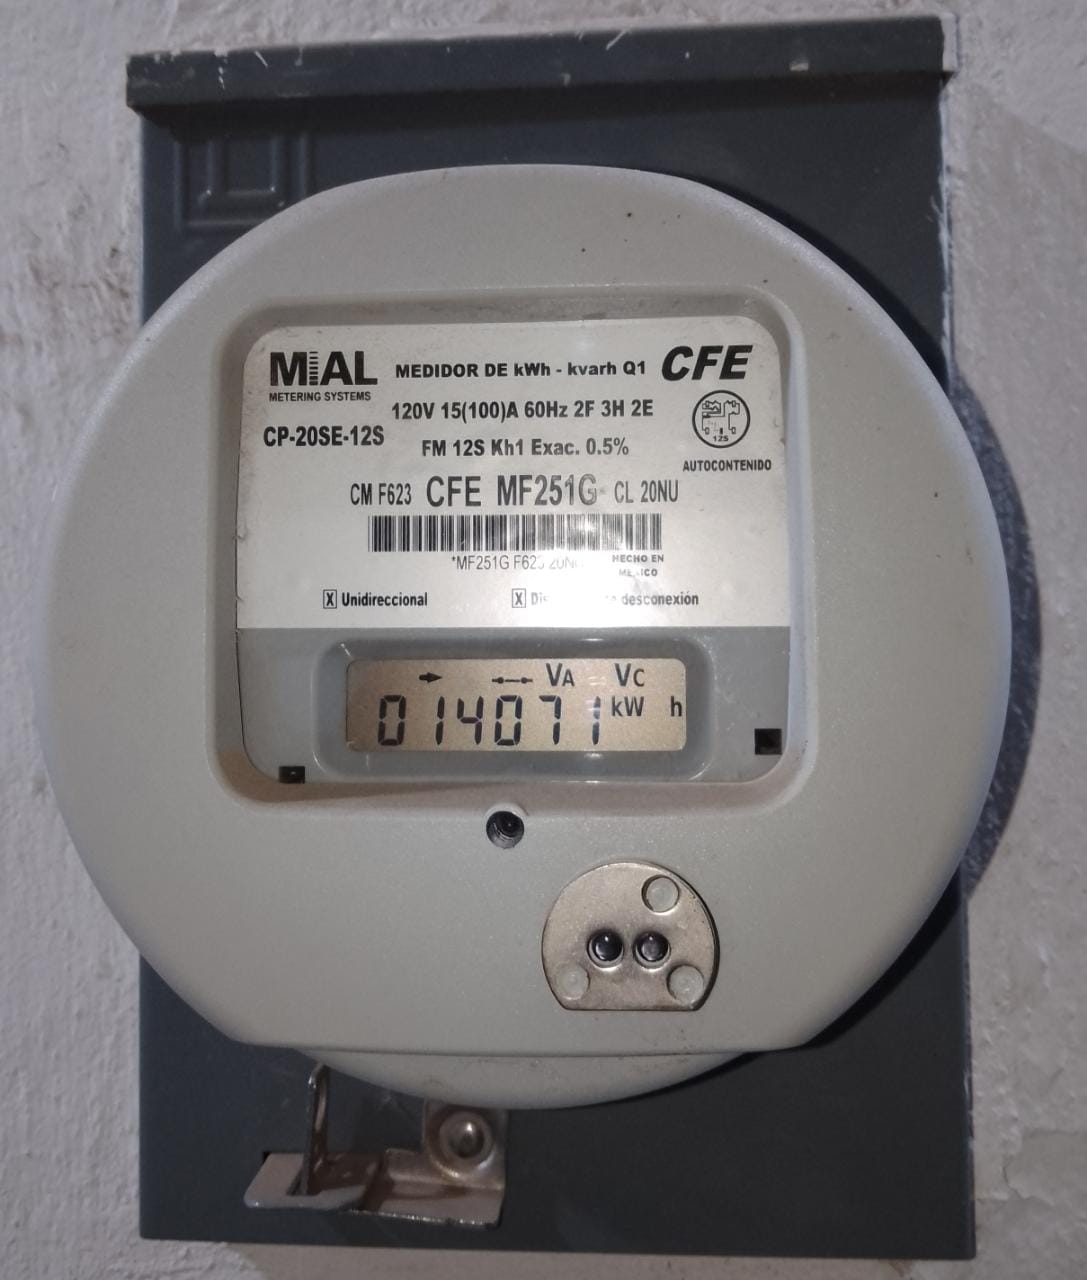 MIAL
METERING SYSTEMS
MEDIDOR DE kWh - kvarh Q1
CFE
120V 15(100)A 60Hz 2F 3H 2E
CP-20SE-12S
FM 12S Kh1 Exac. 0.5%
12S
AUTOCONTENIDO
CM F623 CFE MF251G CL 20NU
*MF251G F623
HECHO EN
MEXICO
X Unidireccional
X desconexión
VA VC
014071 kW h